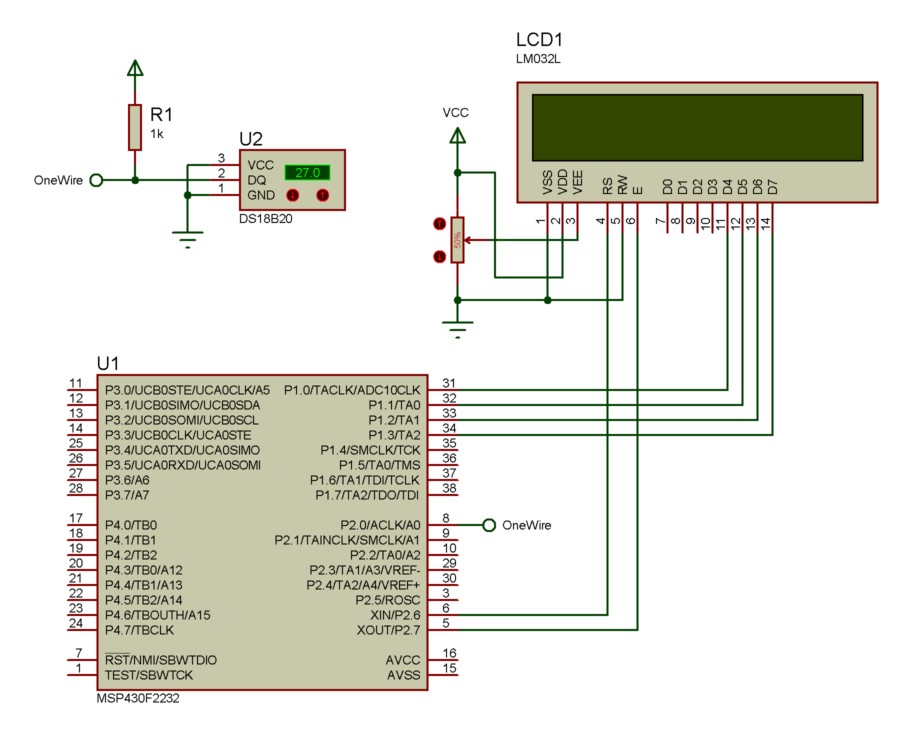 LCD1
LM032L
R1
1k
VCC
U2
3 VCC
2 DQ
1 GND
27.0
DS18B20
OneWire
VSS
VDD
VEE
RS
RW
E
D0
D1
D2
D3
D4
D5
D6
D7
1
2
3
4
5
6
7
8
9
10
11
12
13
14
50%
U1
11 P3.0/UCB0STE/UCA0CLK/A5 P1.0/TACLK/ADC10CLK 31
12 P3.1/UCB0SIMO/UCB0SDA P1.1/TA0 32
13 P3.2/UCB0SOMI/UCB0SCL P1.2/TA1 33
14 P3.3/UCB0CLK/UCA0STE P1.3/TA2 34
25 P3.4/UCA0TXD/UCA0SIMO P1.4/SMCLK/TCK 35
26 P3.5/UCA0RXD/UCA0SOMI P1.5/TA0/TMS 36
27 P3.6/A6 P1.6/TA1/TDI/TCLK 37
28 P3.7/A7 P1.7/TA2/TDO/TDI 38
17 P4.0/TB0 P2.0/ACLK/A0 8 OneWire
18 P4.1/TB1 P2.1/TAINCLK/SMCLK/A1 9
19 P4.2/TB2 P2.2/TA0/A2 10
20 P4.3/TB0/A12 P2.3/TA1/A3/VREF- 29
21 P4.4/TB1/A13 P2.4/TA2/A4/VREF+ 30
22 P4.5/TB2/A14 P2.5/ROSC 3
23 P4.6/TBOUTH/A15 XIN/P2.6 6
24 P4.7/TBCLK XOUT/P2.7 5
7 RST/NMI/SBWTDIO AVCC 16
1 TEST/SBWTCK AVSS 15
MSP430F2232